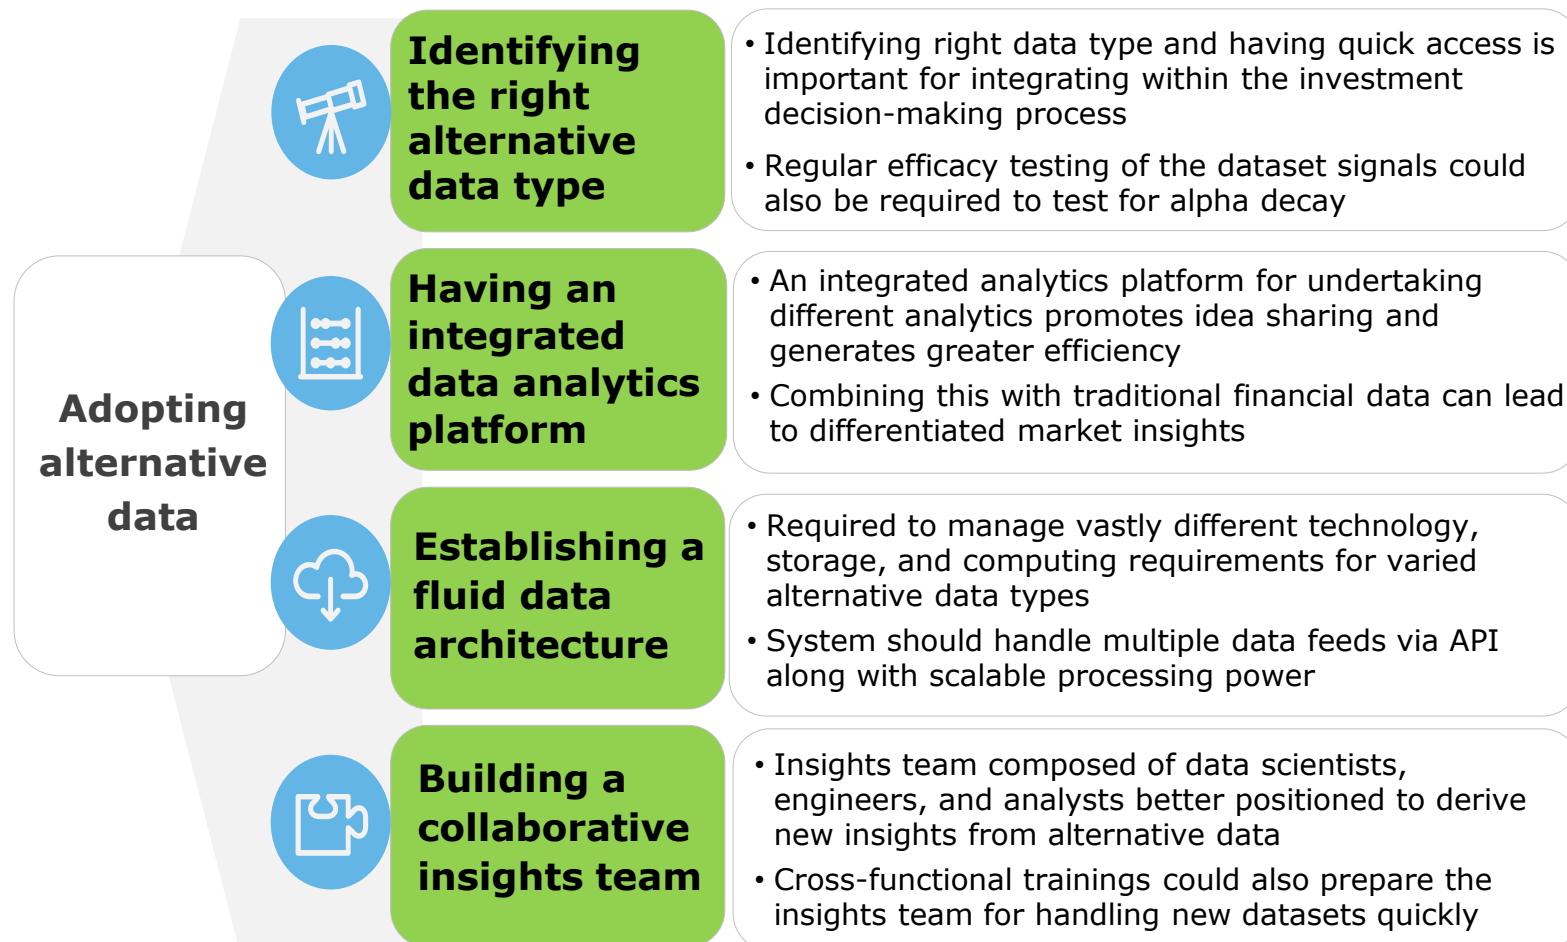 Adopting
alternative
data
Identifying
the right
alternative
data type
• Identifying right data type and having quick access is
important for integrating within the investment
decision-making process
• Regular efficacy testing of the dataset signals could
also be required to test for alpha decay
Having an
integrated
data analytics
platform
• An integrated analytics platform for undertaking
different analytics promotes idea sharing and
generates greater efficiency
• Combining this with traditional financial data can lead
to differentiated market insights
Establishing a
fluid data
architecture
• Required to manage vastly different technology,
storage, and computing requirements for varied
alternative data types
• System should handle multiple data feeds via API
along with scalable processing power
Building a
collaborative
insights team
• Insights team composed of data scientists,
engineers, and analysts better positioned to derive
new insights from alternative data
• Cross-functional trainings could also prepare the
insights team for handling new datasets quickly